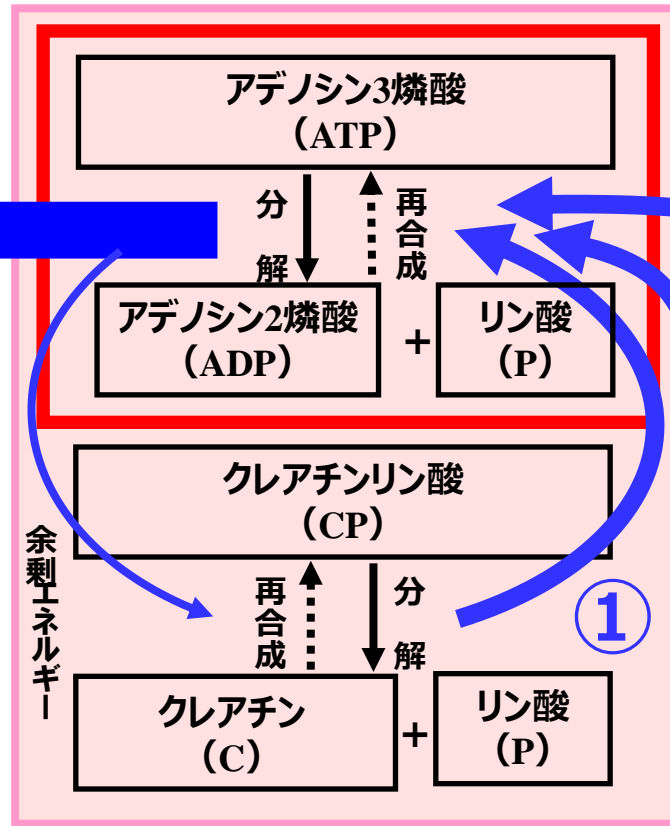 アデノシン3燐酸
（ATP）
分解
再合成
アデノシン2燐酸
（ADP）
+
リン酸
（P）
クレアチンリン酸
（CP）
余剰エネルギー
再合成
分解
①
クレアチン
（C）
+
リン酸
（P）